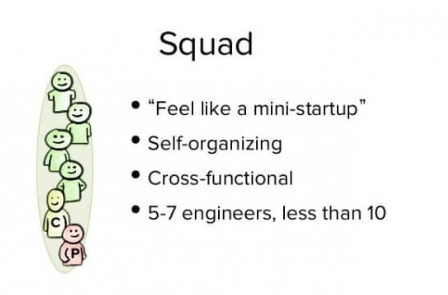 Squad
• “Feel like a mini-startup”
• Self-organizing
• Cross-functional
• 5-7 engineers, less than 10
C
P